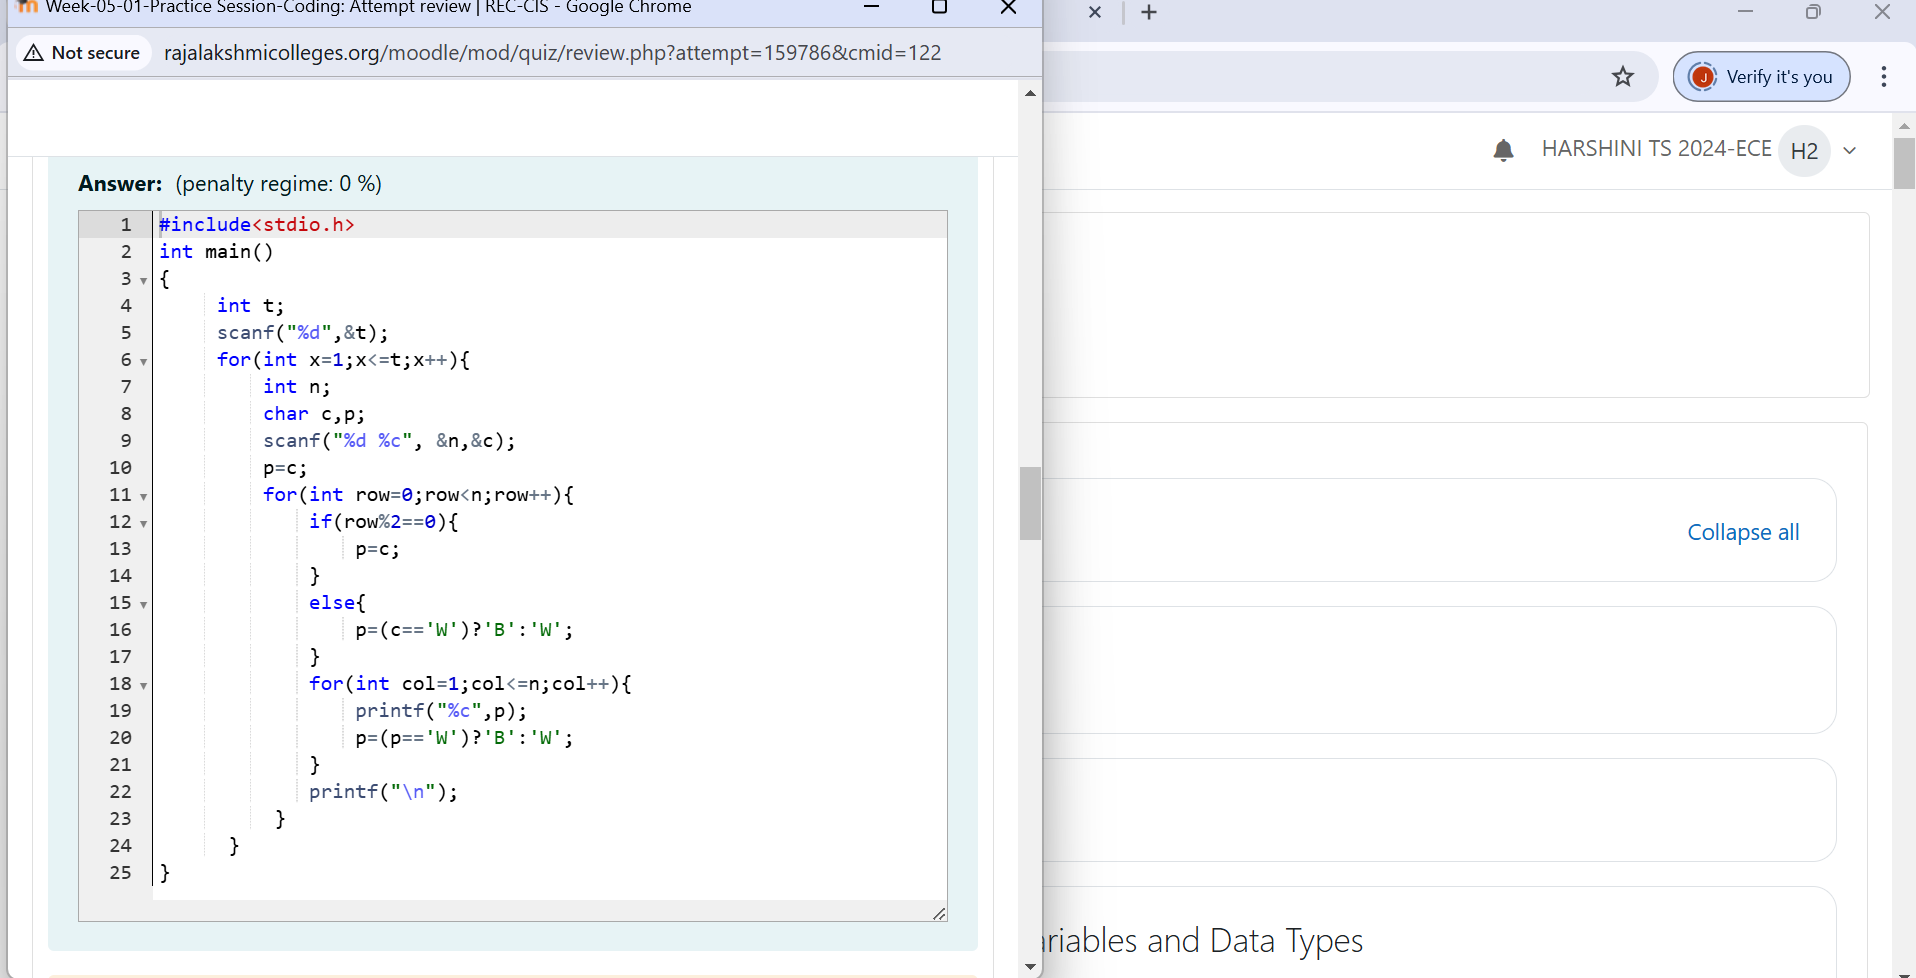 Week-05-01-Practice Session-Coding: Attempt review | REC-CIS - Google Chrome
Not secure rajalakshmicolleges.org/moodle/mod/quiz/review.php?attempt=159786&cmid=122
Verify it's you
J
HARSHINI TS 2024-ECE H2
Answer: (penalty regime: 0 %)
1 #include<stdio.h>
2 int main()
3 {
4 int t;
5 scanf("%d",&t);
6 for(int x=1;x<=t;x++){
7 int n;
8 char c,p;
9 scanf("%d %c", &n,&c);
10 p=c;
11 for(int row=0;row<n;row++){
12 if(row%2==0){
13 p=c;
14 }
15 else{
16 p=(c=='W')?'B':'W';
17 }
18 for(int col=1;col<=n;col++){
19 printf("%c",p);
20 p=(p=='W')?'B':'W';
21 }
22 printf("\n");
23 }
24 }
25 }
Collapse all
ariables and Data Types